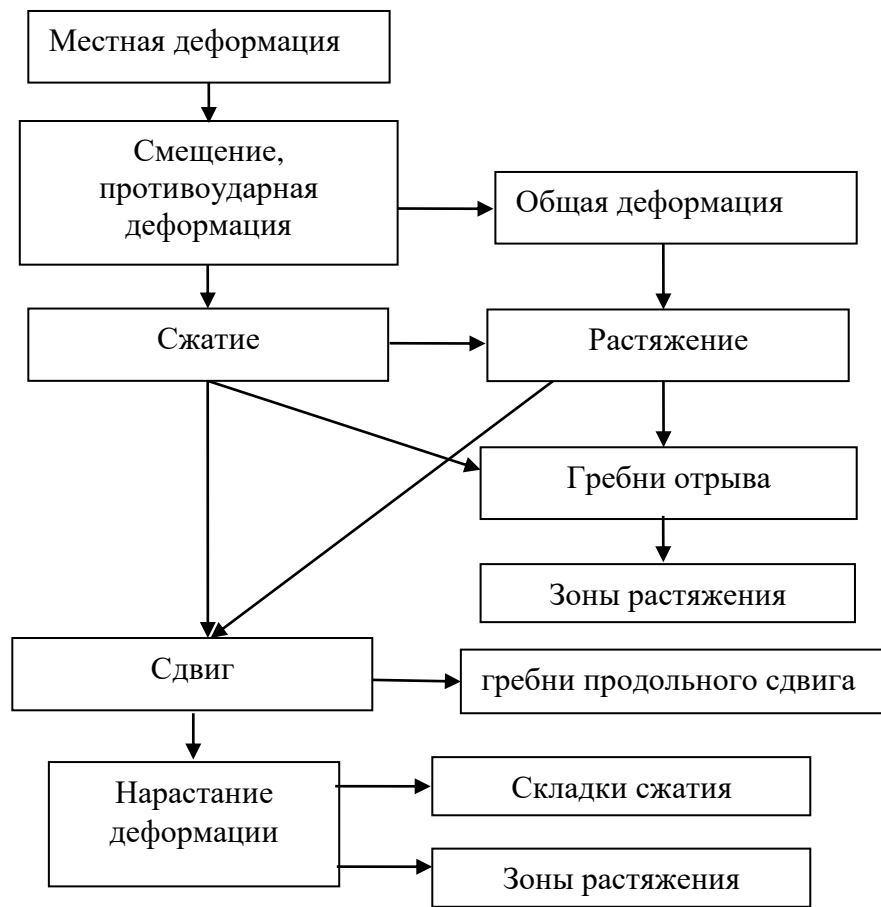 Местная деформация
Смещение,
противоударная
деформация
Общая деформация
Сжатие
Растяжение
Гребни отрыва
Зоны растяжения
Сдвиг
гребни продольного сдвига
Нарастание
деформации
Складки сжатия
Зоны растяжения